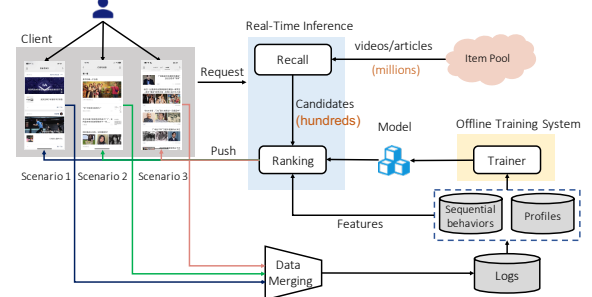 Real-Time Inference
Client
Recall
videos/articles
(millions)
Item Pool
Request
Candidates
(hundreds)
Model
Offline Training System
Push
Ranking
Trainer
Scenario 1
Scenario 2
Scenario 3
Features
Sequential
behaviors
Profiles
Data
Merging
Logs